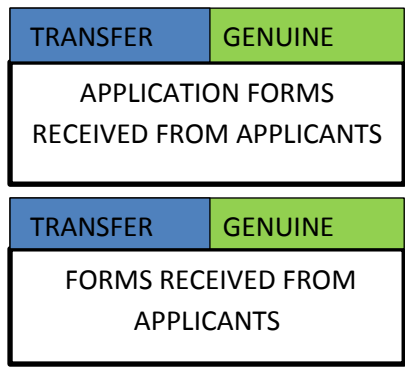 TRANSFER GENUINE
APPLICATION FORMS
RECEIVED FROM APPLICANTS
TRANSFER GENUINE
FORMS RECEIVED FROM
APPLICANTS